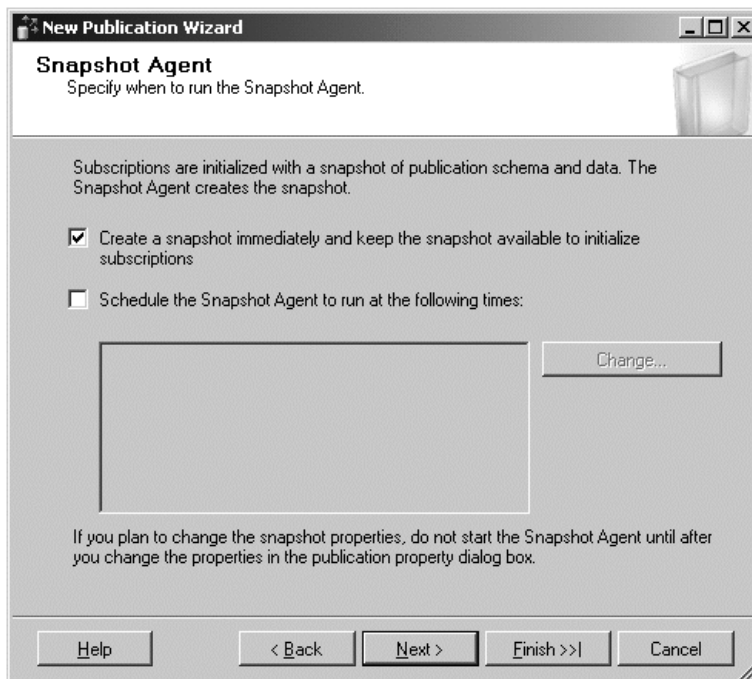 New Publication Wizard
Snapshot Agent
Specify when to run the Snapshot Agent.
Subscriptions are initialized with a snapshot of publication schema and data. The
Snapshot Agent creates the snapshot.
Create a snapshot immediately and keep the snapshot available to initialize
subscriptions
Schedule the Snapshot Agent to run at the following times:
Change...
If you plan to change the snapshot properties, do not start the Snapshot Agent until after
you change the properties in the publication property dialog box.
Help
< Back
Next >
Finish >>|
Cancel